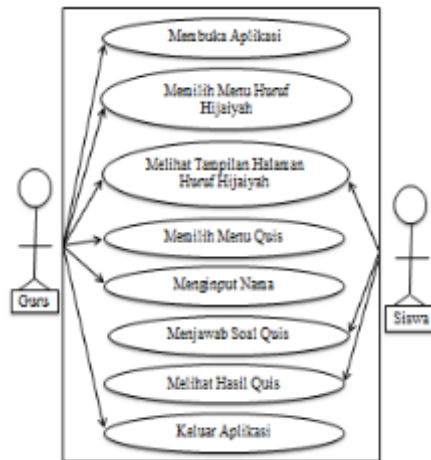 Membuka Aplikasi
Memilih Menu Huruf
Hijaiyah
Melihat Tampilan Halaman
Huruf Hijaiyah
Memilih Menu Quis
Menginput Nama
Menjawab Soal Quis
Melihat Hasil Quis
Keluar Aplikasi
Guru
Siswa